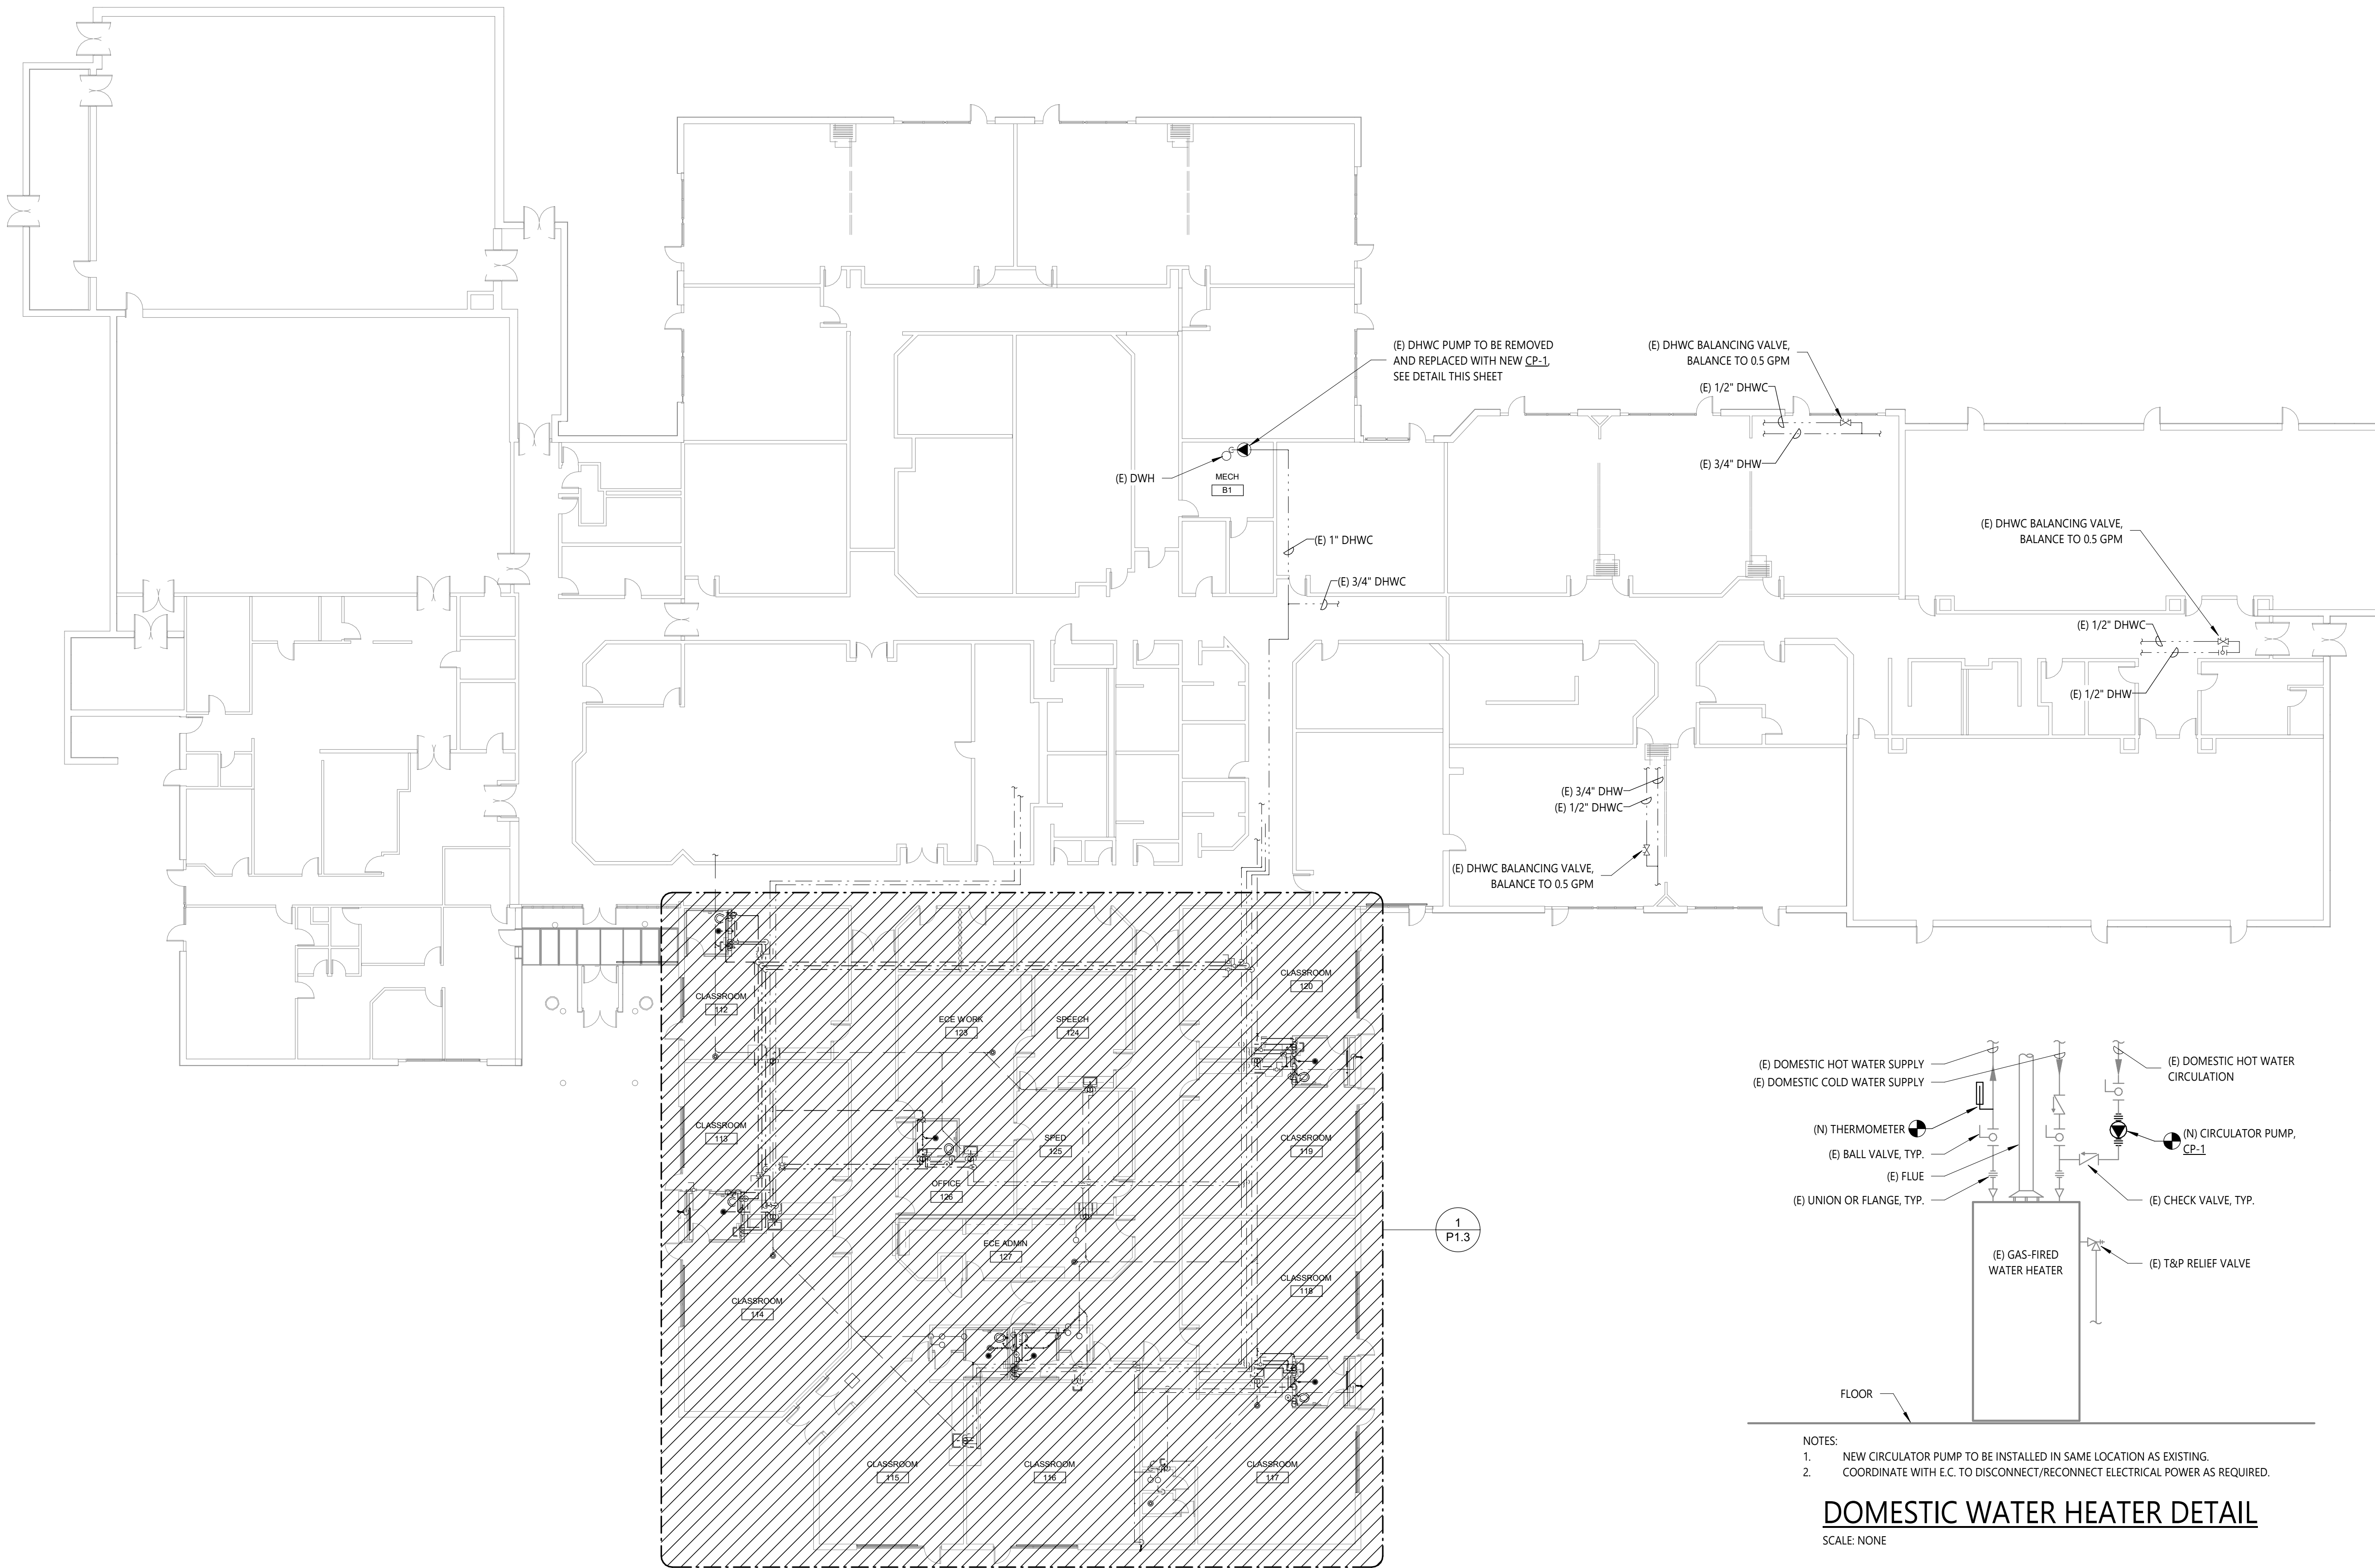 (E) DHWC PUMP TO BE REMOVED
AND REPLACED WITH NEW CP-1,
SEE DETAIL THIS SHEET
(E) DHWC BALANCING VALVE,
BALANCE TO 0.5 GPM
(E) 1/2" DHWC
(E) 3/4" DHW
(E) DWH
MECH
B1
(E) 1" DHWC
(E) 3/4" DHWC
(E) DHWC BALANCING VALVE,
BALANCE TO 0.5 GPM
(E) 1/2" DHWC
(E) 1/2" DHW
(E) 3/4" DHW
(E) 1/2" DHWC
(E) DHWC BALANCING VALVE,
BALANCE TO 0.5 GPM
CLASSROOM
112
ECE WORK
123
SPEECH
124
CLASSROOM
120
CLASSROOM
113
SPED
125
CLASSROOM
119
OFFICE
126
ECE ADMIN
127
CLASSROOM
118
CLASSROOM
114
CLASSROOM
115
CLASSROOM
116
CLASSROOM
117
1
P1.3
(E) DOMESTIC HOT WATER SUPPLY
(E) DOMESTIC COLD WATER SUPPLY
(E) DOMESTIC HOT WATER
CIRCULATION
(N) THERMOMETER
(N) CIRCULATOR PUMP,
CP-1
(E) BALL VALVE, TYP.
(E) FLUE
(E) UNION OR FLANGE, TYP.
(E) CHECK VALVE, TYP.
(E) GAS-FIRED
WATER HEATER
(E) T&P RELIEF VALVE
FLOOR
NOTES:
1. NEW CIRCULATOR PUMP TO BE INSTALLED IN SAME LOCATION AS EXISTING.
2. COORDINATE WITH E.C. TO DISCONNECT/RECONNECT ELECTRICAL POWER AS REQUIRED.
DOMESTIC WATER HEATER DETAIL
SCALE: NONE